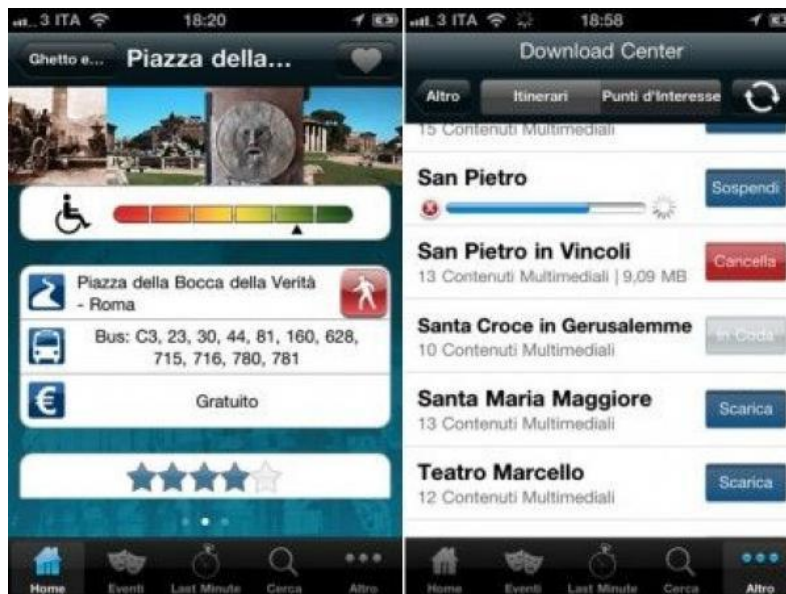 3 ITA
18:20
Ghetto e...
Piazza della...
Piazza della Bocca della Verità
- Roma
Bus: C3, 23, 30, 44, 81, 160, 628,
715, 716, 780, 781
€
Gratuito
Home
Eventi
Last Minute
Cerca
Altro
3 ITA
18:58
Download Center
Altro
Itinerari
Punti d'Interesse
15 Contenuti Multimediali
San Pietro
Sospendi
San Pietro in Vincoli
13 Contenuti Multimediali | 9,09 MB
Cancella
Santa Croce in Gerusalemme
10 Contenuti Multimediali
In Coda
Santa Maria Maggiore
13 Contenuti Multimediali
Scarica
Teatro Marcello
12 Contenuti Multimediali
Scarica
Home
Eventi
Last Minute
Cerca
Altro